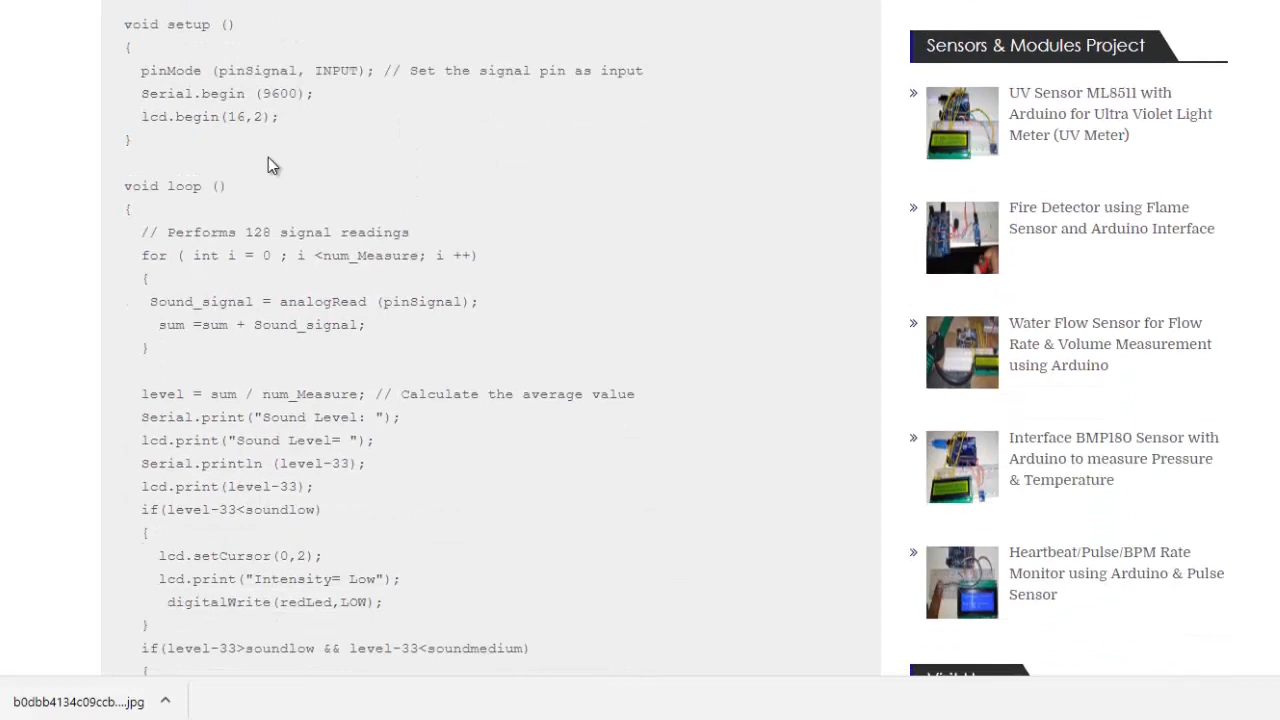 void setup ()
{
pinMode (pinSignal, INPUT); // Set the signal pin as input
Serial.begin (9600);
lcd.begin(16,2);
}
void loop ()
{
// Performs 128 signal readings
for ( int i = 0 ; i <num_Measure; i ++)
{
Sound_signal = analogRead (pinSignal);
sum =sum + Sound_signal;
}
level = sum / num_Measure; // Calculate the average value
Serial.print("Sound Level: ");
lcd.print("Sound Level= ");
Serial.println (level-33);
lcd.print(level-33);
if(level-33<soundlow)
{
lcd.setCursor(0,2);
lcd.print("Intensity= Low");
digitalWrite(redLed,LOW);
}
if(level-33>soundlow && level-33<soundmedium)
{
Sensors & Modules Project
» UV Sensor ML8511 with
Arduino for Ultra Violet Light
Meter (UV Meter)
» Fire Detector using Flame
Sensor and Arduino Interface
» Water Flow Sensor for Flow
Rate & Volume Measurement
using Arduino
» Interface BMP180 Sensor with
Arduino to measure Pressure
& Temperature
» Heartbeat/Pulse/BPM Rate
Monitor using Arduino & Pulse
Sensor
b0dbb4134c09ccb....jpg